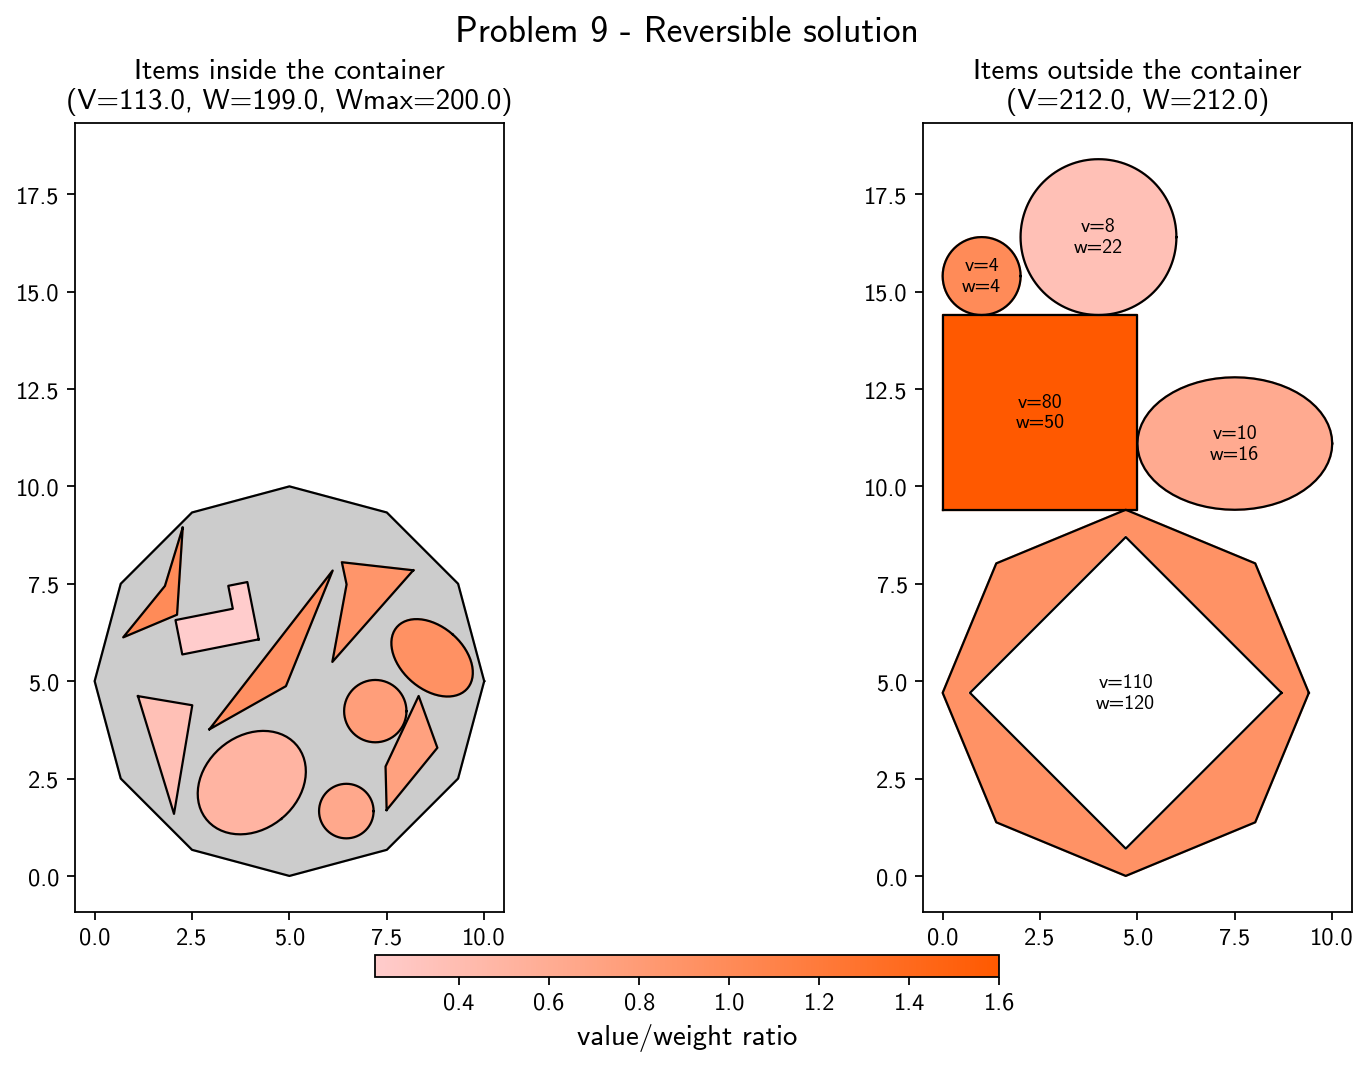 Problem 9 - Reversible solution
Items inside the container
(V=113.0, W=199.0, Wmax=200.0)
17.5
15.0
12.5
10.0
7.5
5.0
2.5
0.0
0.0
2.5
5.0
7.5
10.0
Items outside the container
(V=212.0, W=212.0)
17.5
15.0
12.5
10.0
7.5
5.0
2.5
0.0
v=8
w=22
v=4
w=4
v=80
w=50
v=10
w=16
v=110
w=120
0.0
2.5
5.0
7.5
10.0
0.4
0.6
0.8
1.0
1.2
1.4
1.6
value/weight ratio